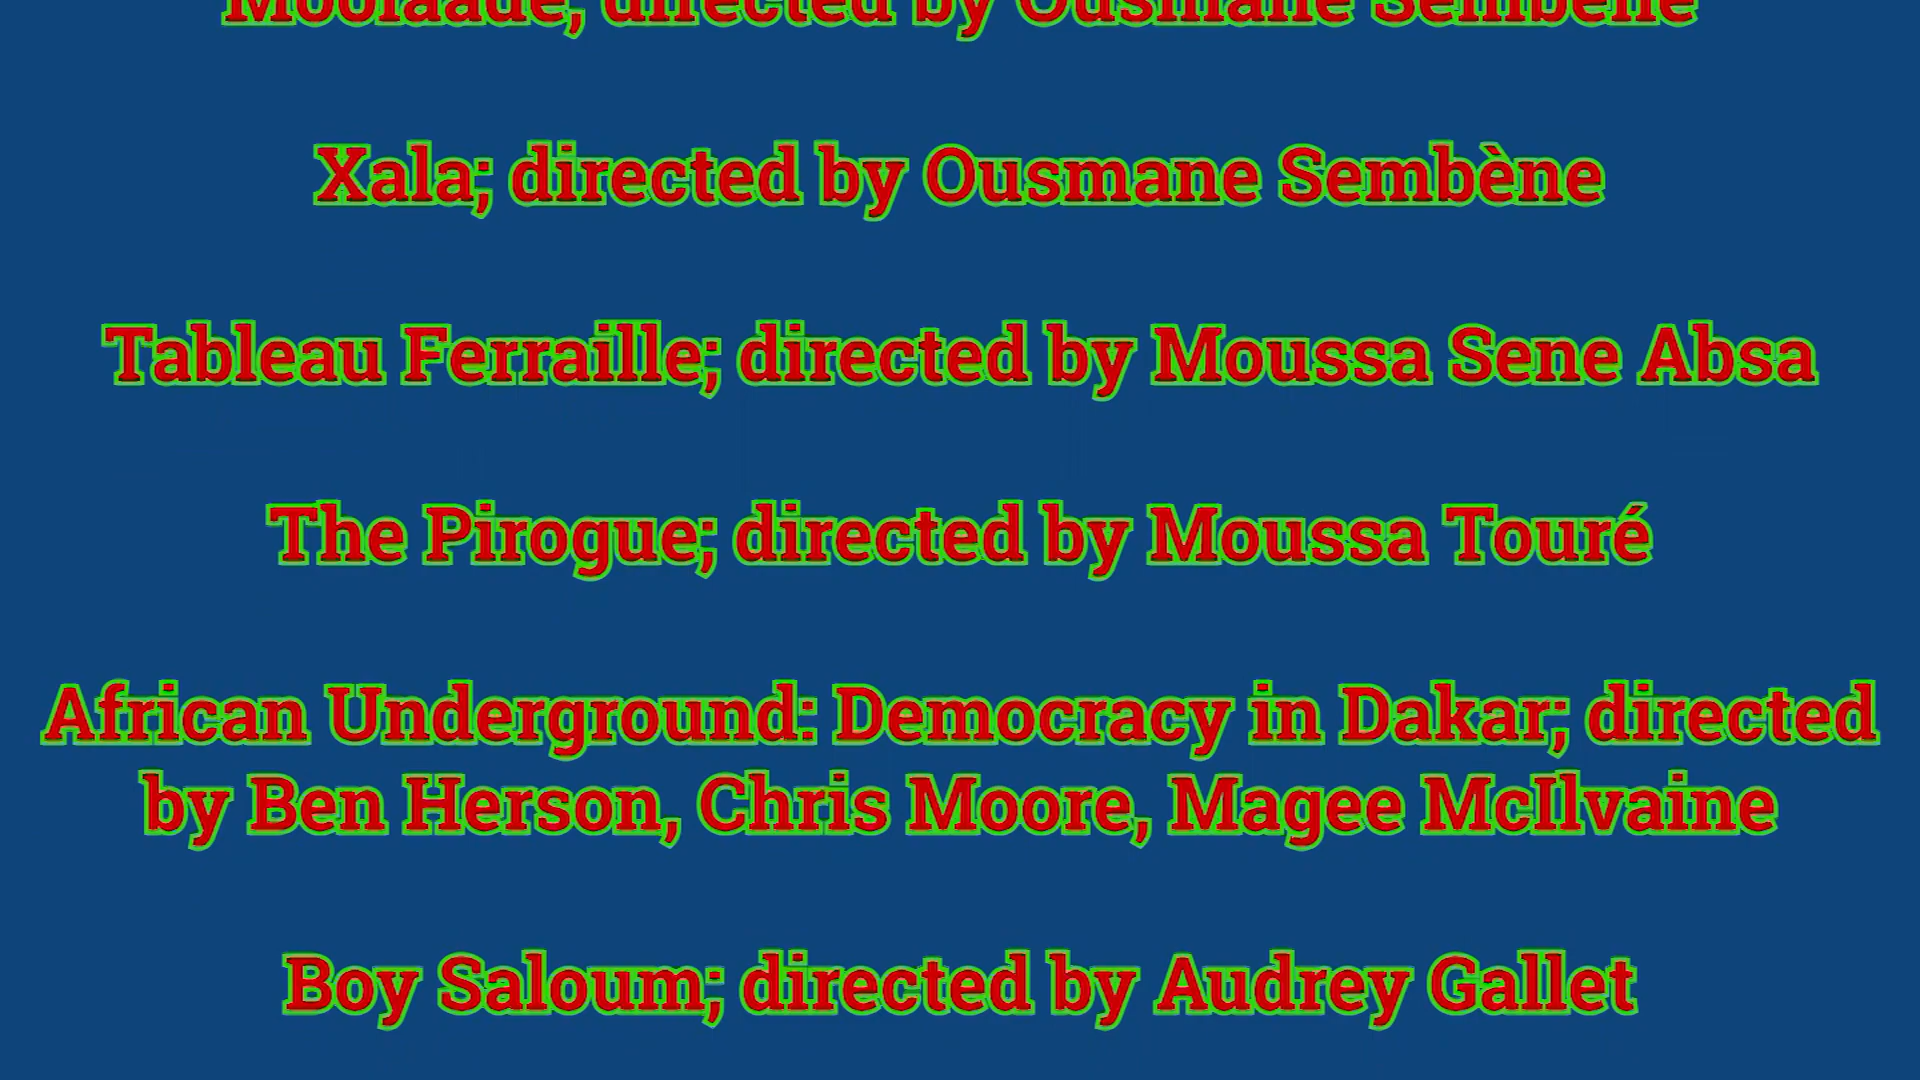 Moolaadé; directed by Ousmane Sembène
Xala; directed by Ousmane Sembène
Tableau Ferraille; directed by Moussa Sene Absa
The Pirogue; directed by Moussa Touré
African Underground: Democracy in Dakar; directed
by Ben Herson, Chris Moore, Magee McIlvaine
Boy Saloum; directed by Audrey Gallet